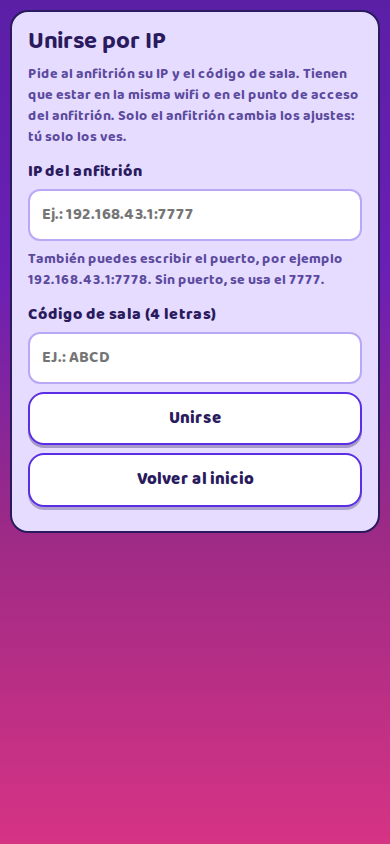 Unirse por IP
Pide al anfitrión su IP y el código de sala. Tienen
que estar en la misma wifi o en el punto de acceso
del anfitrión. Solo el anfitrión cambia los ajustes:
tú solo los ves.
IP del anfitrión
Ej.: 192.168.43.1:7777
También puedes escribir el puerto, por ejemplo
192.168.43.1:7778. Sin puerto, se usa el 7777.
Código de sala (4 letras)
EJ.: ABCD
Unirse
Volver al inicio